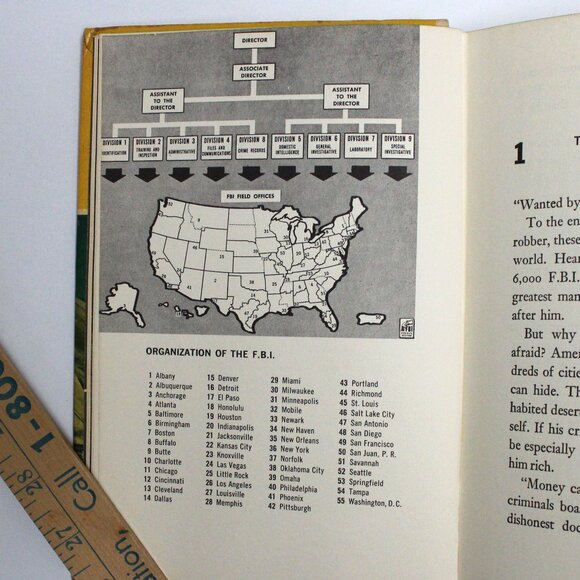 DIRECTOR
ASSOCIATE
DIRECTOR
ASSISTANT
TO THE
DIRECTOR
ASSISTANT
TO THE
DIRECTOR
DIVISION 1
IDENTIFICATION
DIVISION 2
TRAINING AND
INSPECTION
DIVISION 3
ADMINISTRATIVE
DIVISION 4
FILES AND
COMMUNICATIONS
DIVISION 8
CRIME RECORDS
DIVISION 5
DOMESTIC
INTELLIGENCE
DIVISION 6
GENERAL
INVESTIGATIVE
DIVISION 7
LABORATORY
DIVISION 9
SPECIAL
INVESTIGATIVE
FBI FIELD OFFICES
ORGANIZATION OF THE F.B.I.
1 Albany
2 Albuquerque
3 Anchorage
4 Atlanta
5 Baltimore
6 Birmingham
7 Boston
8 Buffalo
9 Butte
10 Charlotte
11 Chicago
12 Cincinnati
13 Cleveland
14 Dallas
15 Denver
16 Detroit
17 El Paso
18 Honolulu
19 Houston
20 Indianapolis
21 Jacksonville
22 Kansas City
23 Knoxville
24 Las Vegas
25 Little Rock
26 Los Angeles
27 Louisville
28 Memphis
29 Miami
30 Milwaukee
31 Minneapolis
32 Mobile
33 Newark
34 New Haven
35 New Orleans
36 New York
37 Norfolk
38 Oklahoma City
39 Omaha
40 Philadelphia
41 Phoenix
42 Pittsburgh
43 Portland
44 Richmond
45 St. Louis
46 Salt Lake City
47 San Antonio
48 San Diego
49 San Francisco
50 San Juan, P. R.
51 Savannah
52 Seattle
53 Springfield
54 Tampa
55 Washington, D.C.
1
T
"Wanted by
To the en
robber, these
world. Hear
6,000 F.B.I.
greatest man
after him.
But why
afraid? Amer
dreds of citie
can hide. Th
habited deser
self. If his cri
be especially
him rich.
"Money ca
criminals boa
dishonest doc
ation, Call 1-800
27 28